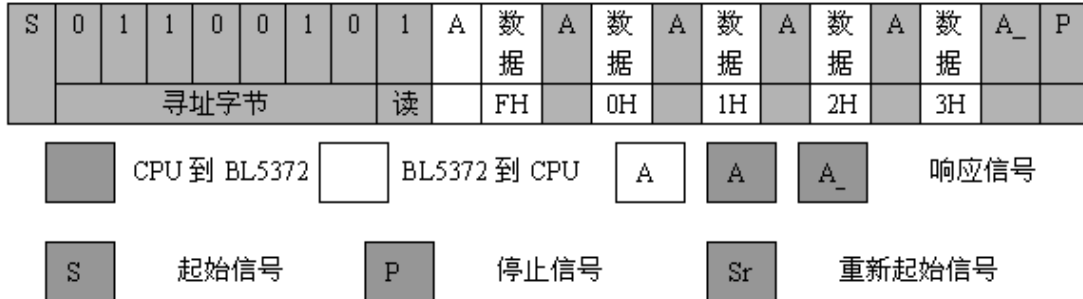 S 0 1 1 0 0 1 0 1 A 数据 A 数据 A 数据 A 数据 A 数据 A_ P
寻址字节 读 FH 0H 1H 2H 3H
CPU 到 BL5372 BL5372 到 CPU A A A_ 响应信号
S 起始信号 P 停止信号 Sr 重新起始信号